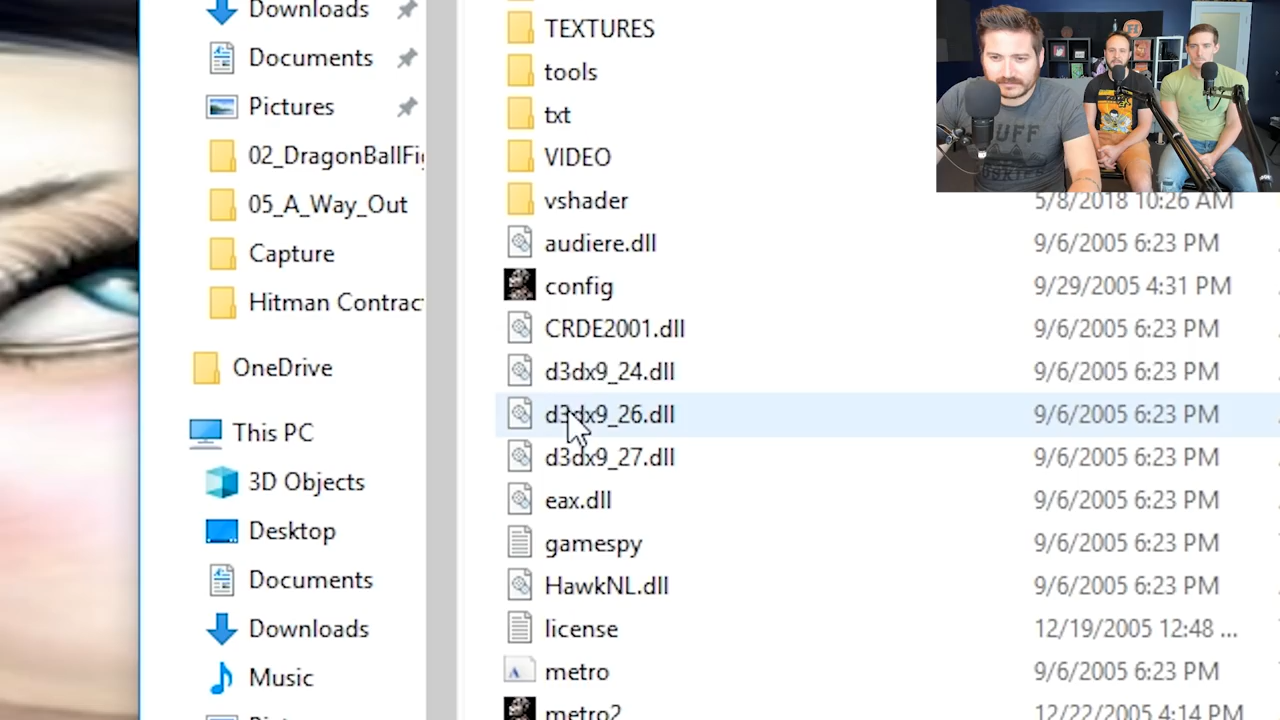 Downloads
Documents
Pictures
02_DragonBallFi
05_A_Way_Out
Capture
Hitman Contrac
OneDrive
This PC
3D Objects
Desktop
Documents
Downloads
Music
TEXTURES
tools
txt
VIDEO
vshader 5/8/2018 10:26 AM
audiere.dll 9/6/2005 6:23 PM
config 9/29/2005 4:31 PM
CRDE2001.dll 9/6/2005 6:23 PM
d3dx9_24.dll 9/6/2005 6:23 PM
d3dx9_26.dll 9/6/2005 6:23 PM
d3dx9_27.dll 9/6/2005 6:23 PM
eax.dll 9/6/2005 6:23 PM
gamespy 9/6/2005 6:23 PM
HawkNL.dll 9/6/2005 6:23 PM
license 12/19/2005 12:48 ...
metro 9/6/2005 6:23 PM
metro2 12/22/2005 4:14 PM